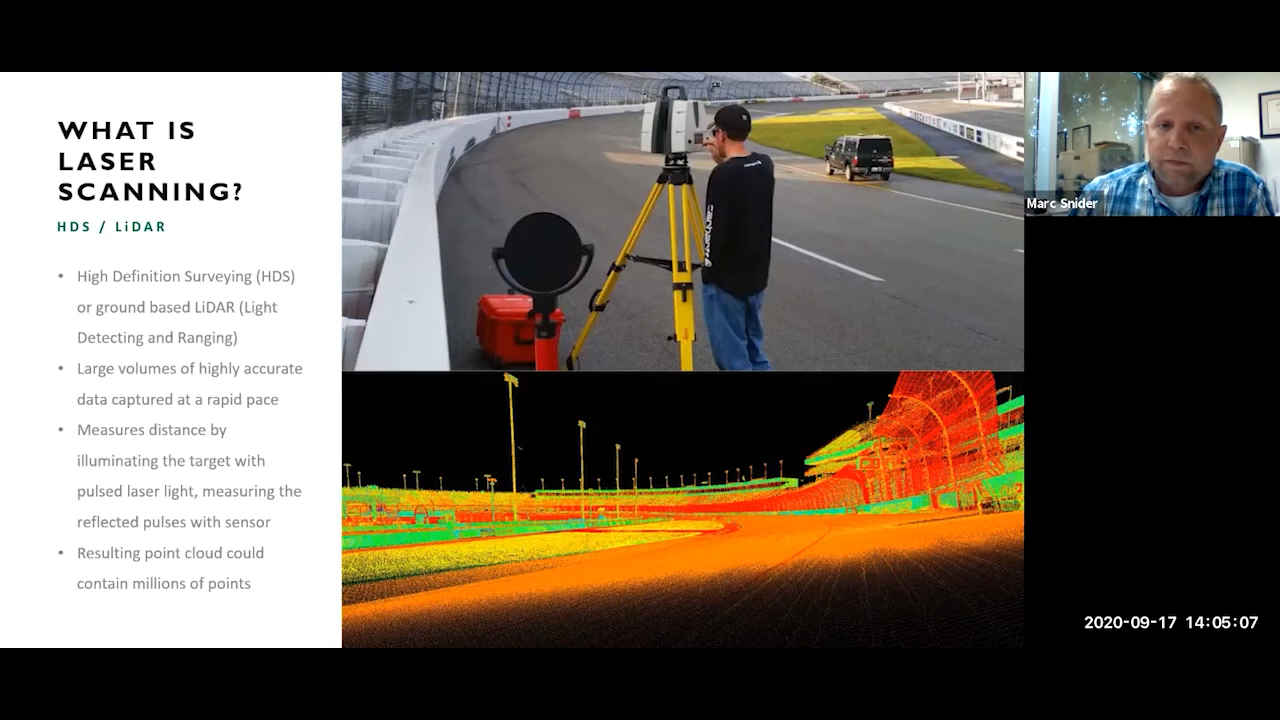 WHAT IS
LASER
SCANNING?
HDS / LiDAR
• High Definition Surveying (HDS)
or ground based LiDAR (Light
Detecting and Ranging)
• Large volumes of highly accurate
data captured at a rapid pace
• Measures distance by
illuminating the target with
pulsed laser light, measuring the
reflected pulses with sensor
• Resulting point cloud could
contain millions of points
Marc Snider
2020-09-17 14:05:07